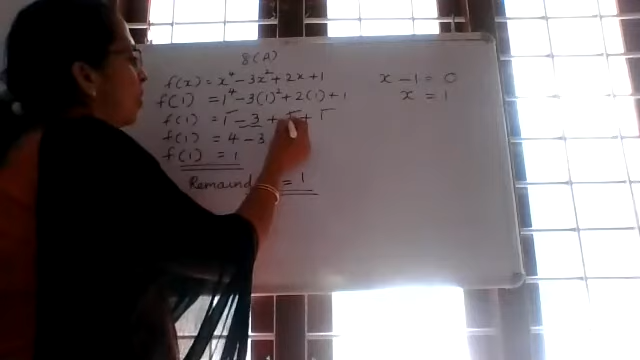 8(A)
f(x) = x⁴ - 3x² + 2x + 1
x - 1 = 0
f(1) = 1⁴ - 3(1)² + 2(1) + 1
x = 1
f(1) = 1 - 3 + + 1
f(1) = 4 - 3
f(1) = 1
= 1